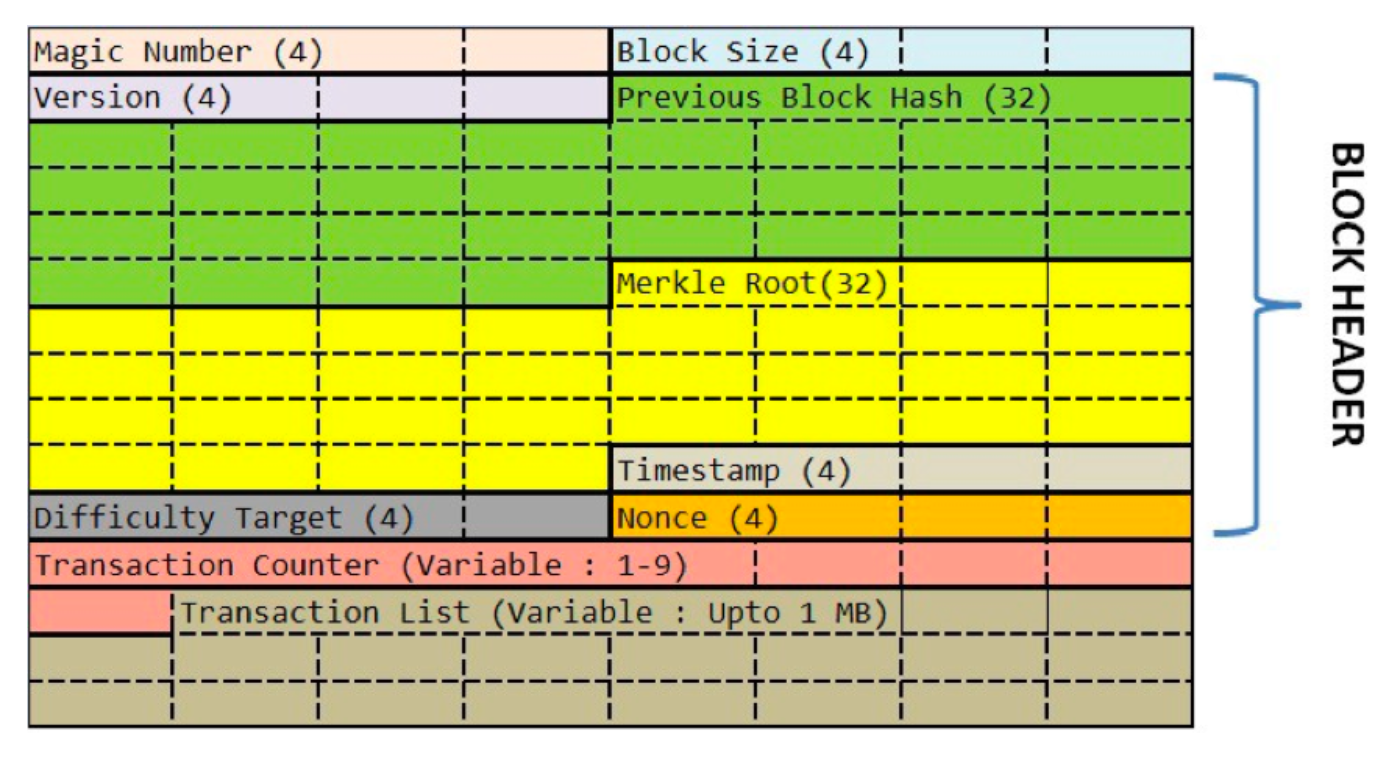 Magic Number (4) Block Size (4)
Version (4) Previous Block Hash (32)
Merkle Root(32)
Timestamp (4)
Difficulty Target (4) Nonce (4)
Transaction Counter (Variable : 1-9)
Transaction List (Variable : Upto 1 MB)
BLOCK HEADER